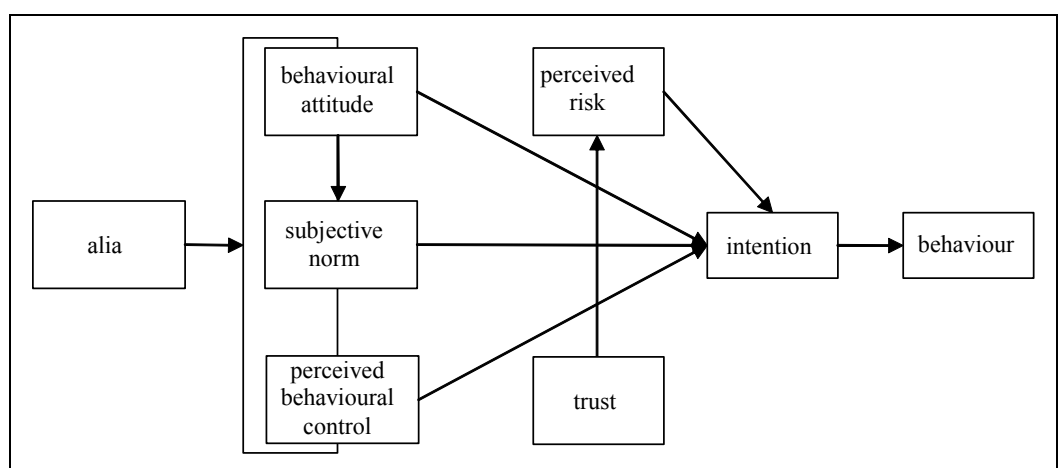 behavioural
attitude
perceived
risk
alia
subjective
norm
intention
behaviour
perceived
behavioural
control
trust